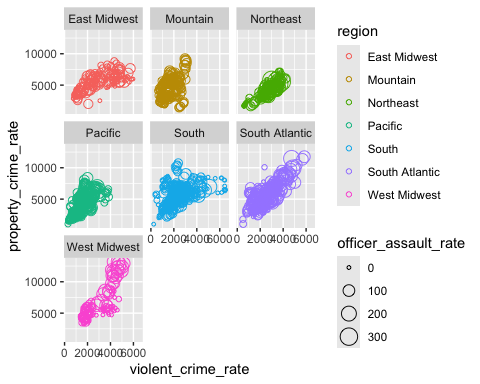 East Midwest
Mountain
Northeast
10000
5000
Pacific
South
South Atlantic
10000
5000
0 2000 4000 6000
0 2000 4000 6000
West Midwest
10000
5000
0 2000 4000 6000
violent_crime_rate
property_crime_rate
region
East Midwest
Mountain
Northeast
Pacific
South
South Atlantic
West Midwest
officer_assault_rate
0
100
200
300